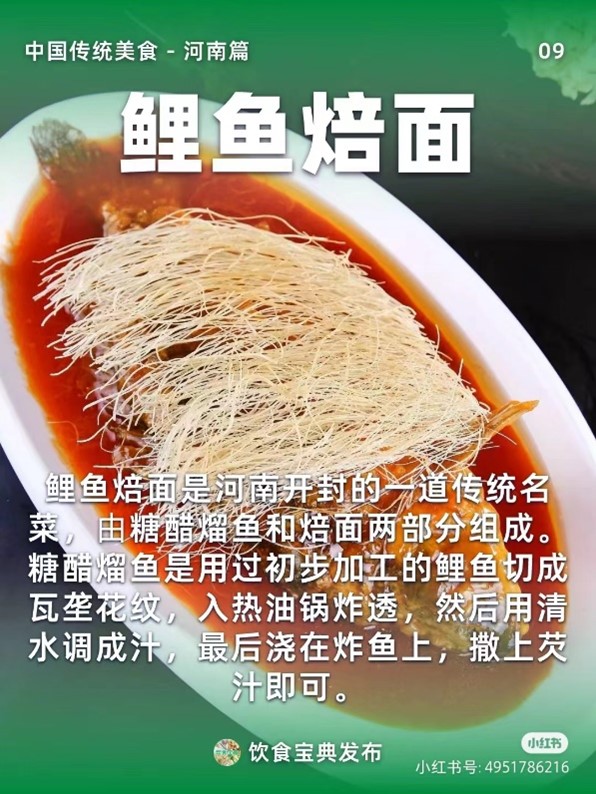 中国传统美食 - 河南篇
09
鲤鱼焙面
鲤鱼焙面是河南开封的一道传统名
菜，由糖醋熘鱼和焙面两部分组成。
糖醋熘鱼是用过初步加工的鲤鱼切成
瓦垄花纹，入热油锅炸透，然后用清
水调成汁，最后浇在炸鱼上，撒上芡
汁即可。
饮食宝典发布
小红书
小红书号: 4951786216